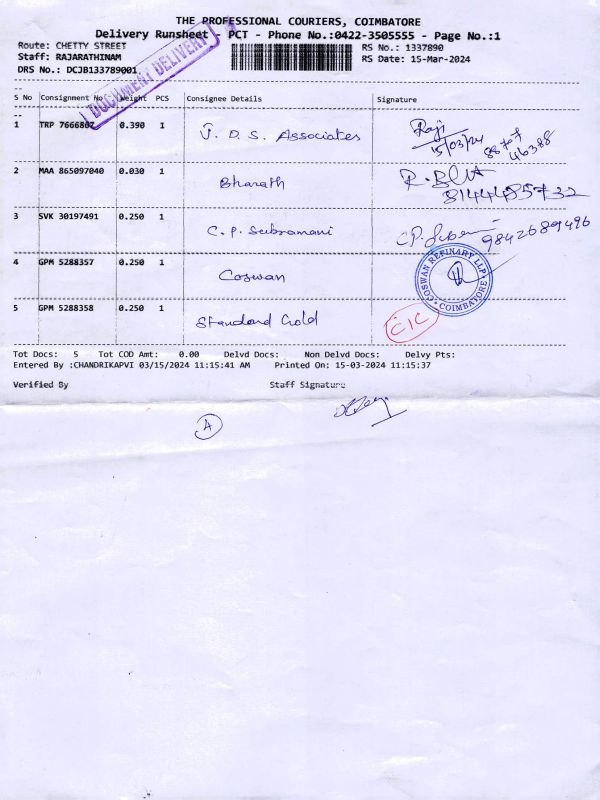 THE PROFESSIONAL COURIERS, COIMBATORE
Delivery Runsheet - PCT - Phone No.:0422-3505555 - Page No.:1
Route: CHETTY STREET
RS No.: 1337890
Staff: RAJARATHINAM
RS Date: 15-Mar-2024
DRS No.: DCJB133789001
DOCUMENT DELIVERY
S No Consignment No Weight PCS Consignee Details Signature
1 TRP 7666807 0.390 1 J. D. S. Associates Raji
15/03/24
46388
2 MAA 865097040 0.030 1 Bharath
8144485732
3 SVK 30197491 0.250 1 C. P. Subramani
9842689496
4 GPM 5288357 0.250 1 Coswan
COSWAN REFINARY LLP
COIMBATORE
5 GPM 5288358 0.250 1 Standard Gold
Tot Docs: 5 Tot COD Amt: 0.00 Delvd Docs: Non Delvd Docs: Delvy Pts:
Entered By :CHANDRIKAPVI 03/15/2024 11:15:41 AM Printed On: 15-03-2024 11:15:37
Verified By Staff Signature
A